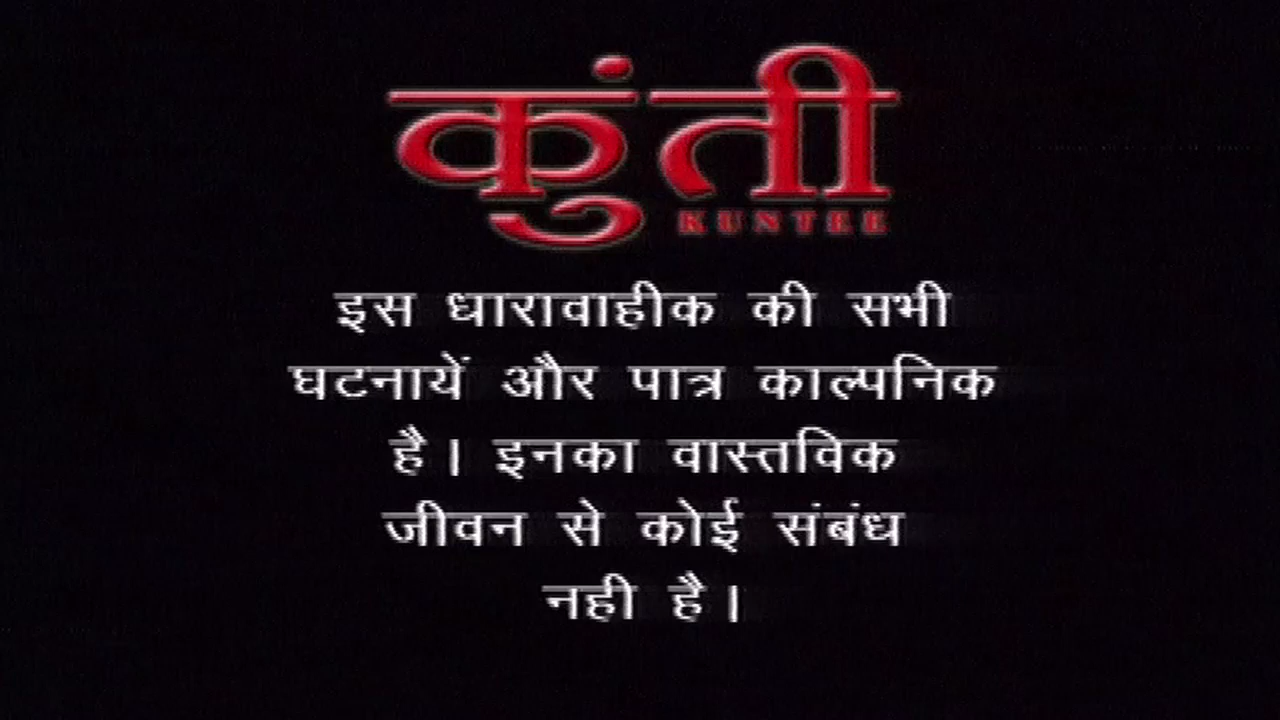 कुंती
KUNTEE
इस धारावाहीक की सभी
घटनायें और पात्र काल्पनिक
है। इनका वास्तविक
जीवन से कोई संबंध
नही है।